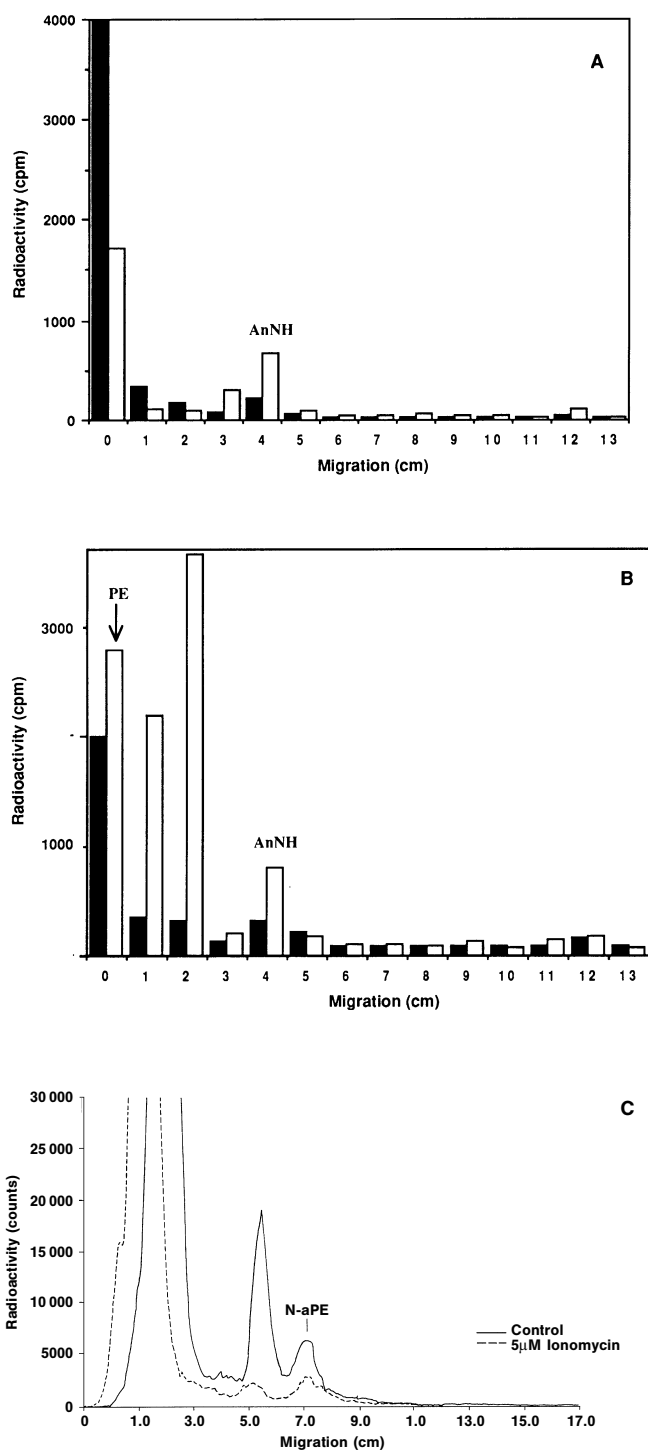 A
4000
3000
2000
1000
0
Radioactivity (cpm)
AnNH
0 1 2 3 4 5 6 7 8 9 10 11 12 13
Migration (cm)
B
PE
3000
1000
Radioactivity (cpm)
AnNH
0 1 2 3 4 5 6 7 8 9 10 11 12 13
Migration (cm)
C
30 000
25 000
20 000
15 000
10 000
5000
0
Radioactivity (counts)
N-aPE
Control
5µM Ionomycin
0 1.0 3.0 5.0 7.0 9.0 11.0 13.0 15.0 17.0
Migration (cm)